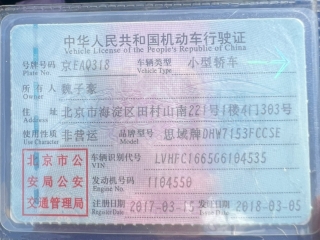 中华人民共和国机动车行驶证
Vehicle License of the People's Republic of China
号牌号码 京EA0318 车辆类型 小型轿车
Plate No. Vehicle Type
所有人 魏子豪
Owner
住址 北京市海淀区田村山南221号1楼4门303号
Address
使用性质 非营运 品牌型号 思域牌DHW7153FCCSE
Use Character Model
北京市公安局公安交通管理局
车辆识别代号 LVHFC1665G6104535
VIN
发动机号码 1104550
Engine No.
注册日期 2017-03-15 发证日期 2018-03-05
Register Date Issue Date